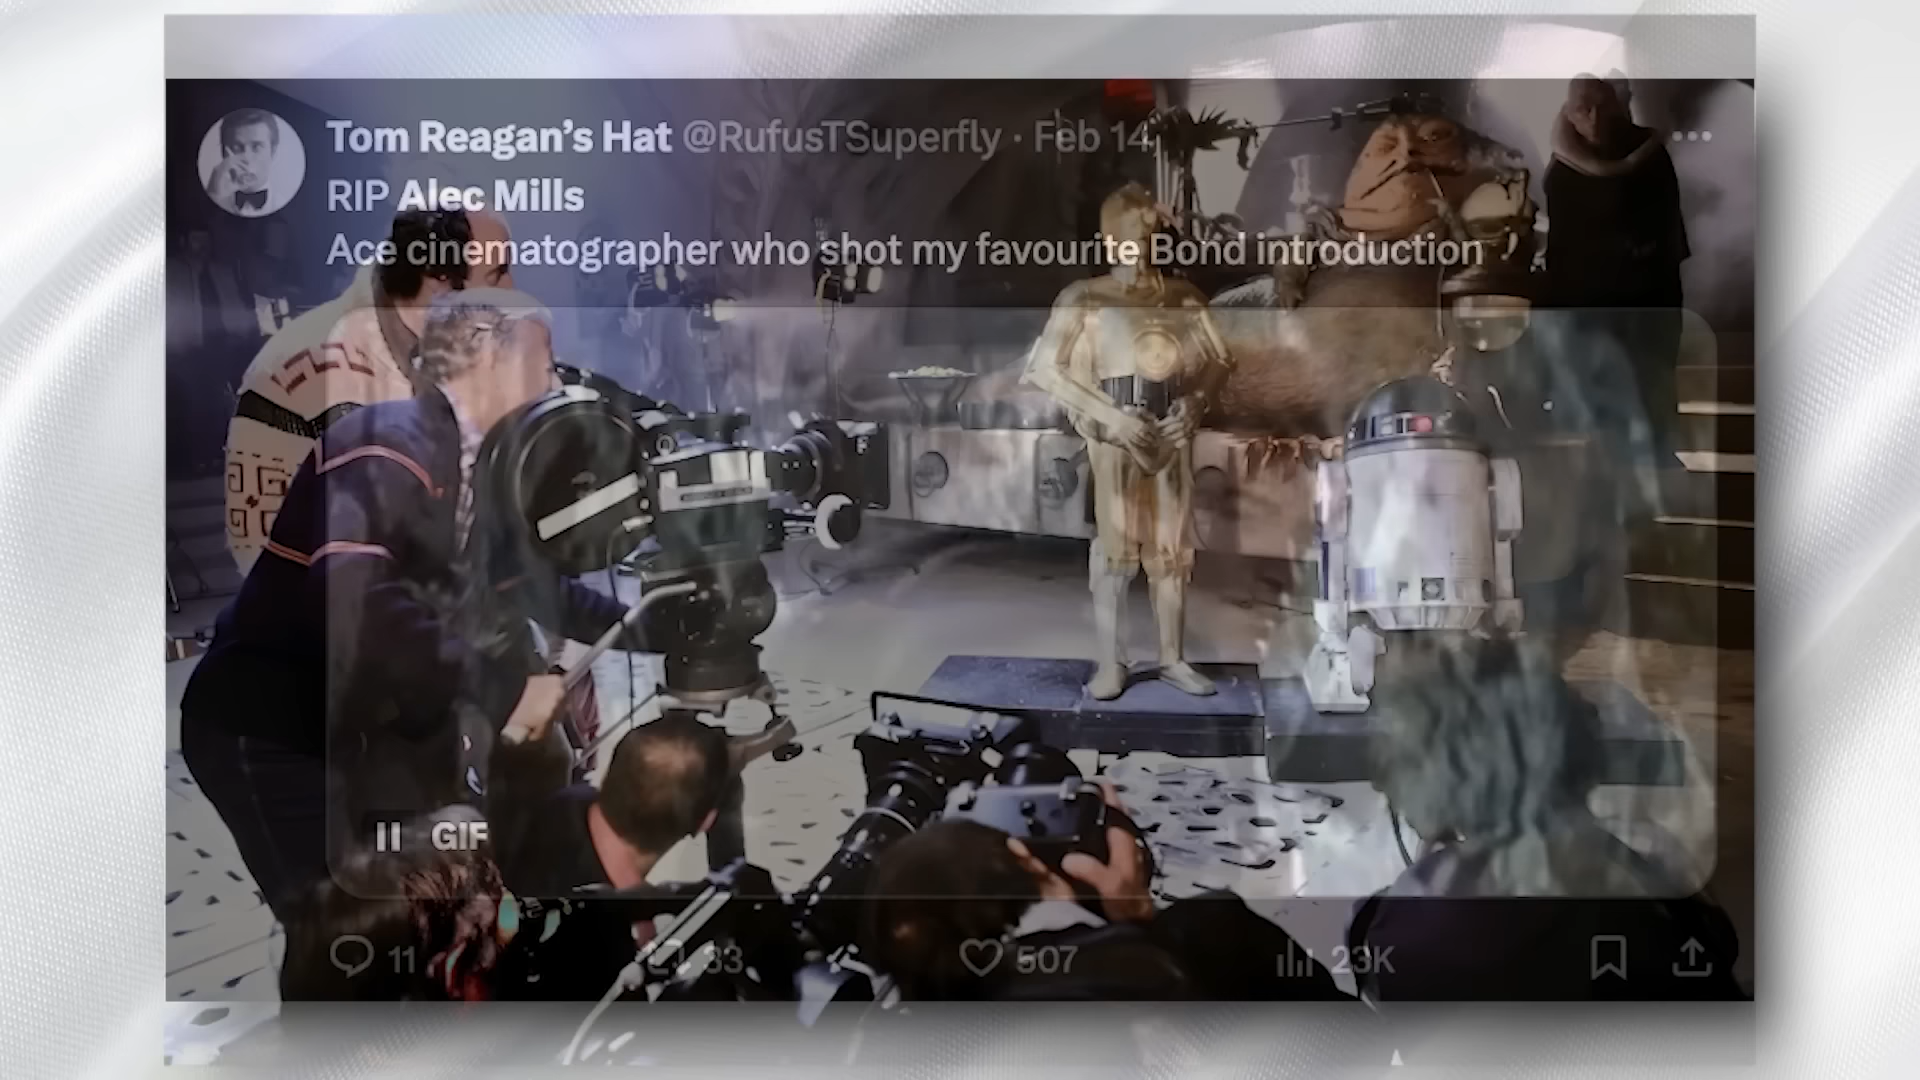 Tom Reagan’s Hat @RufusTSuperfly · Feb 14
RIP Alec Mills
Ace cinematographer who shot my favourite Bond introduction
GIF
11 33 507 23K